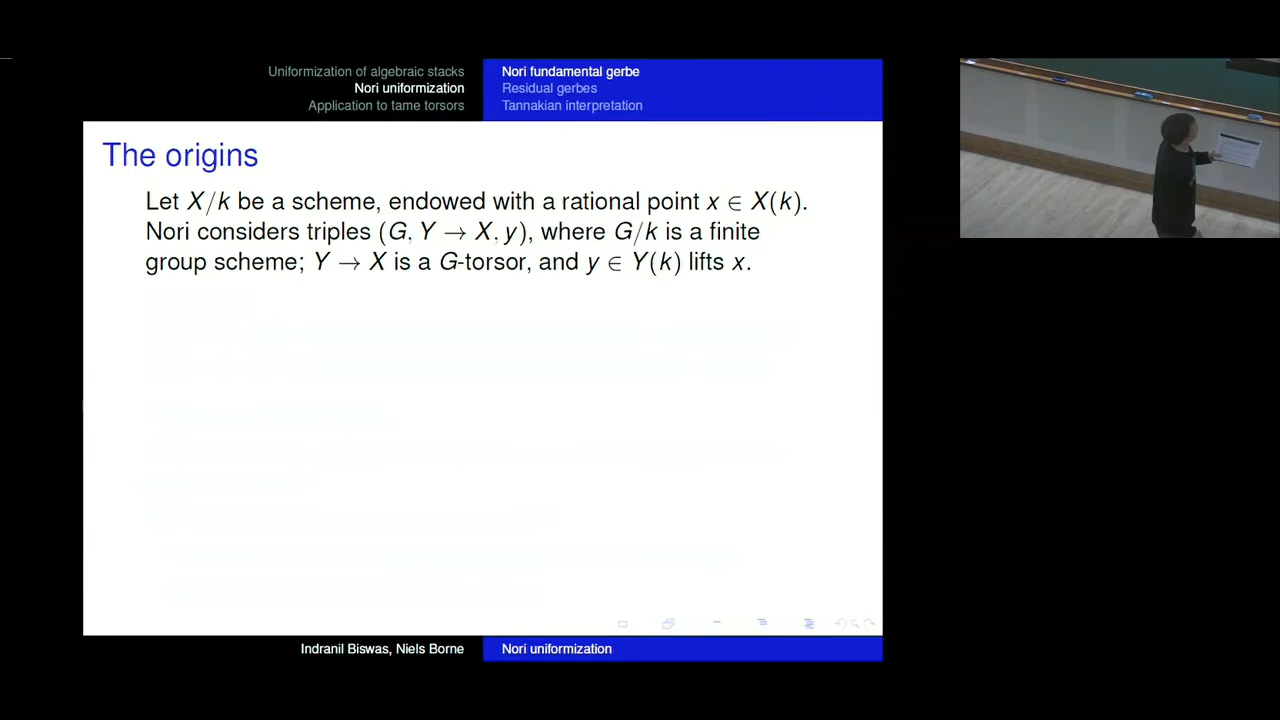 Uniformization of algebraic stacks
Nori uniformization
Application to tame torsors
Nori fundamental gerbe
Residual gerbes
Tannakian interpretation
The origins
Let X/k be a scheme, endowed with a rational point x ∈ X(k).
Nori considers triples (G, Y → X, y), where G/k is a finite
group scheme; Y → X is a G-torsor, and y ∈ Y(k) lifts x.
Indranil Biswas, Niels Borne
Nori uniformization